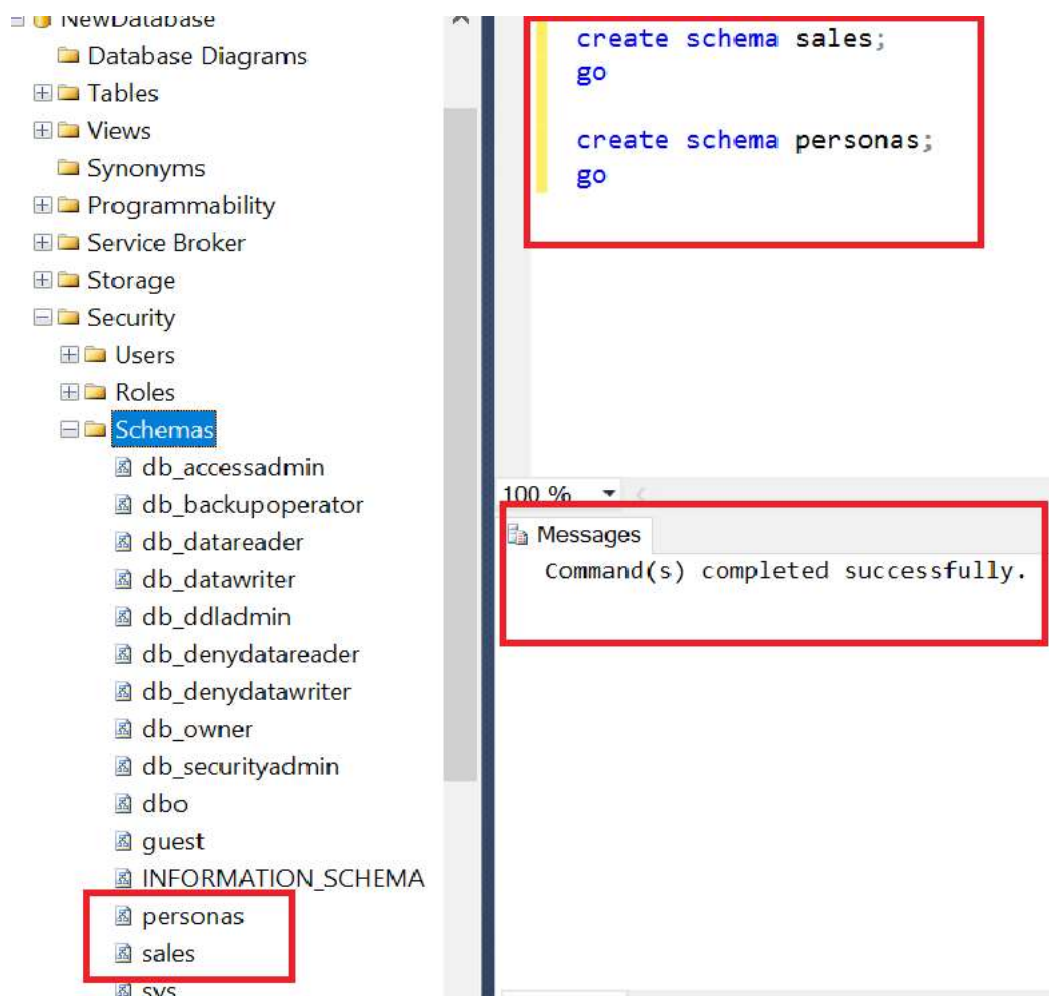 NewDatabase
Database Diagrams
Tables
Views
Synonyms
Programmability
Service Broker
Storage
Security
Users
Roles
Schemas
db_accessadmin
db_backupoperator
db_datareader
db_datawriter
db_ddladmin
db_denydatareader
db_denydatawriter
db_owner
db_securityadmin
dbo
guest
INFORMATION_SCHEMA
personas
sales
sys
create schema sales;
go
create schema personas;
go
100 %
Messages
Command(s) completed successfully.